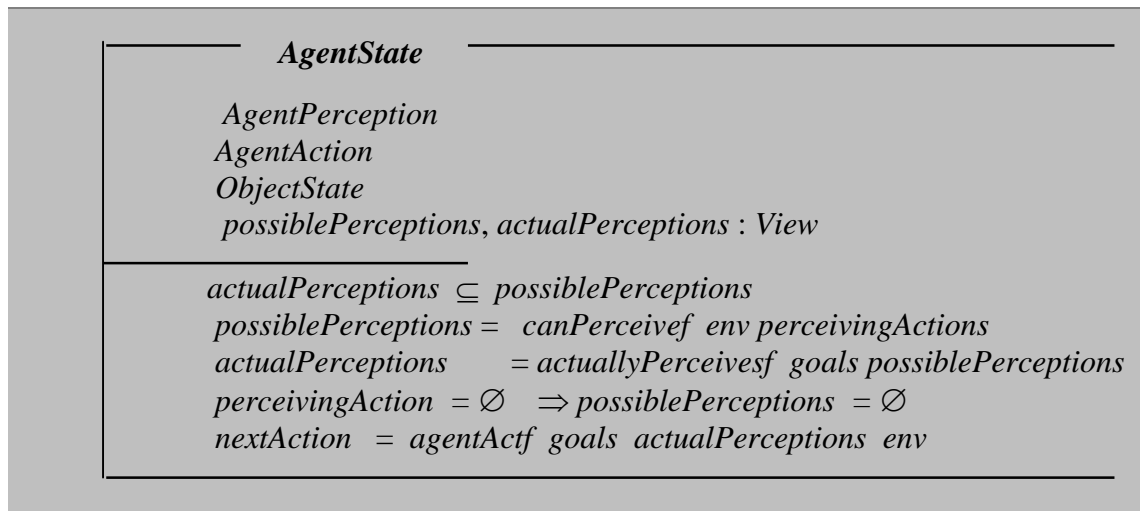 AgentState
AgentPerception
AgentAction
ObjectState
possiblePerceptions, actualPerceptions : View
actualPerceptions ⊆ possiblePerceptions
possiblePerceptions = canPerceivef env perceivingActions
actualPerceptions = actuallyPerceivesf goals possiblePerceptions
perceivingAction = ∅ ⇒ possiblePerceptions = ∅
nextAction = agentActf goals actualPerceptions env